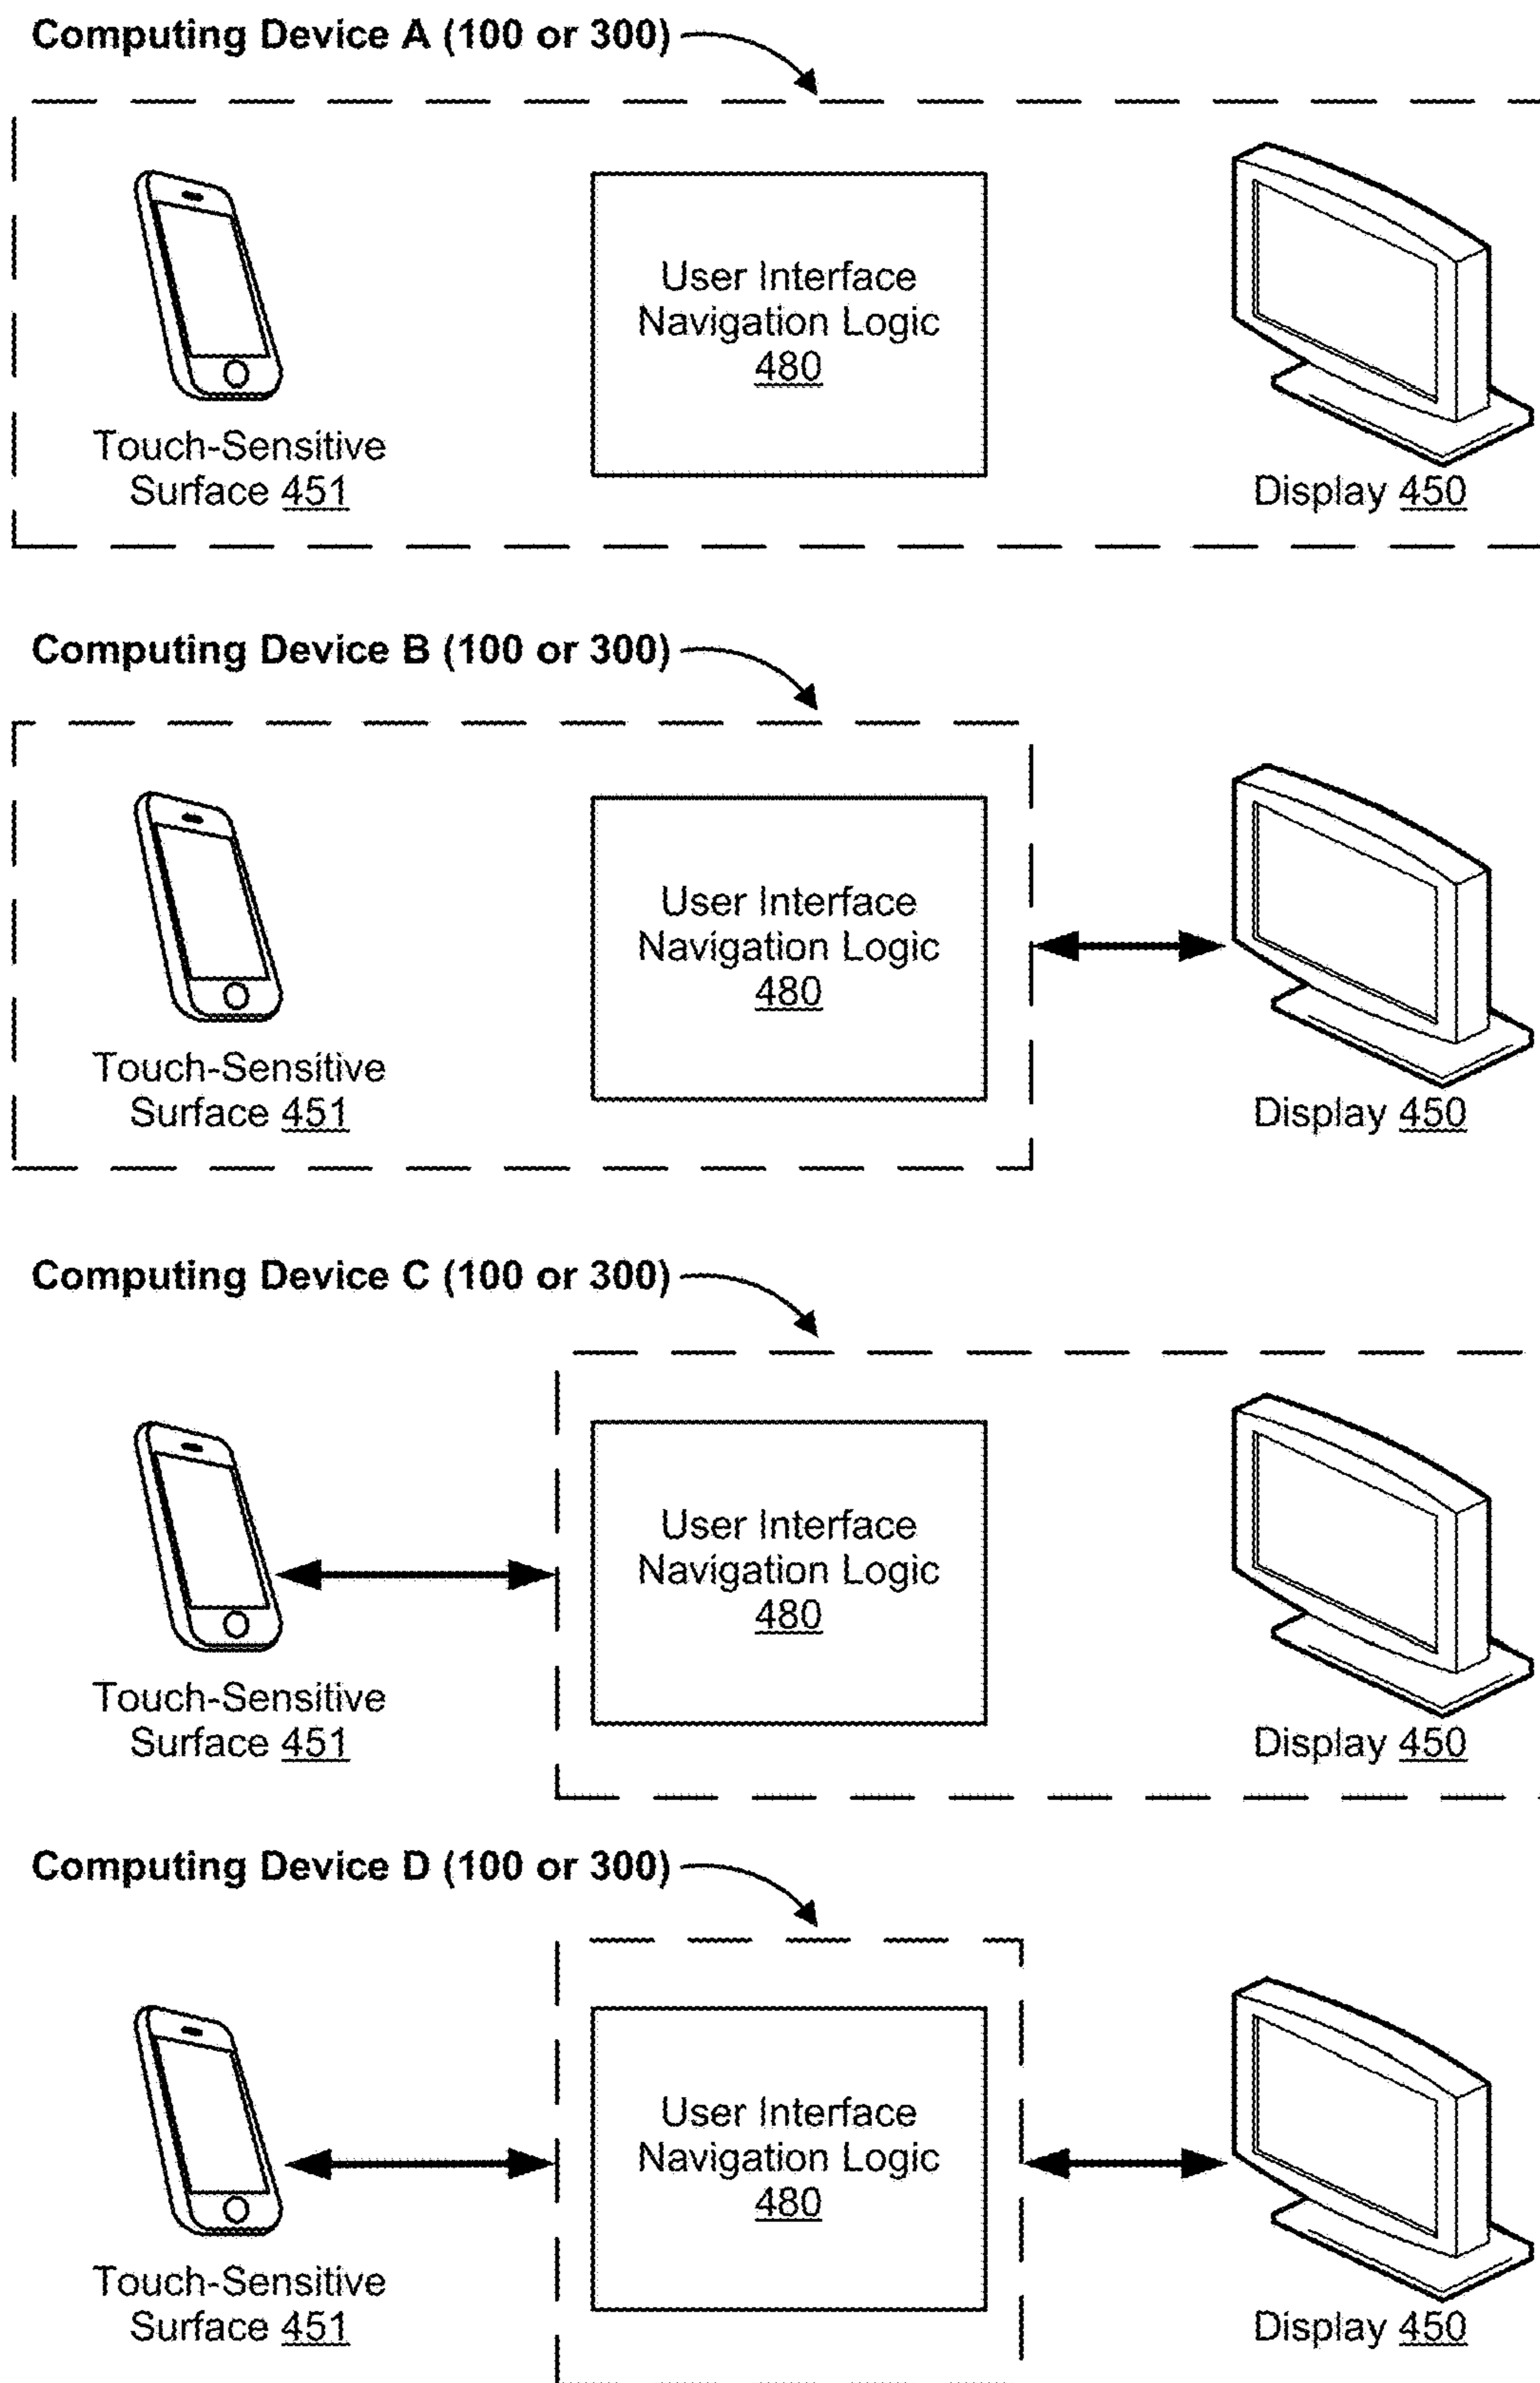 Computing Device A (100 or 300)
User Interface
Navigation Logic
480
Touch-Sensitive
Surface 451
Display 450
Computing Device B (100 or 300)
User Interface
Navigation Logic
480
Touch-Sensitive
Surface 451
Display 450
Computing Device C (100 or 300)
User Interface
Navigation Logic
480
Touch-Sensitive
Surface 451
Display 450
Computing Device D (100 or 300)
User Interface
Navigation Logic
480
Touch-Sensitive
Surface 451
Display 450